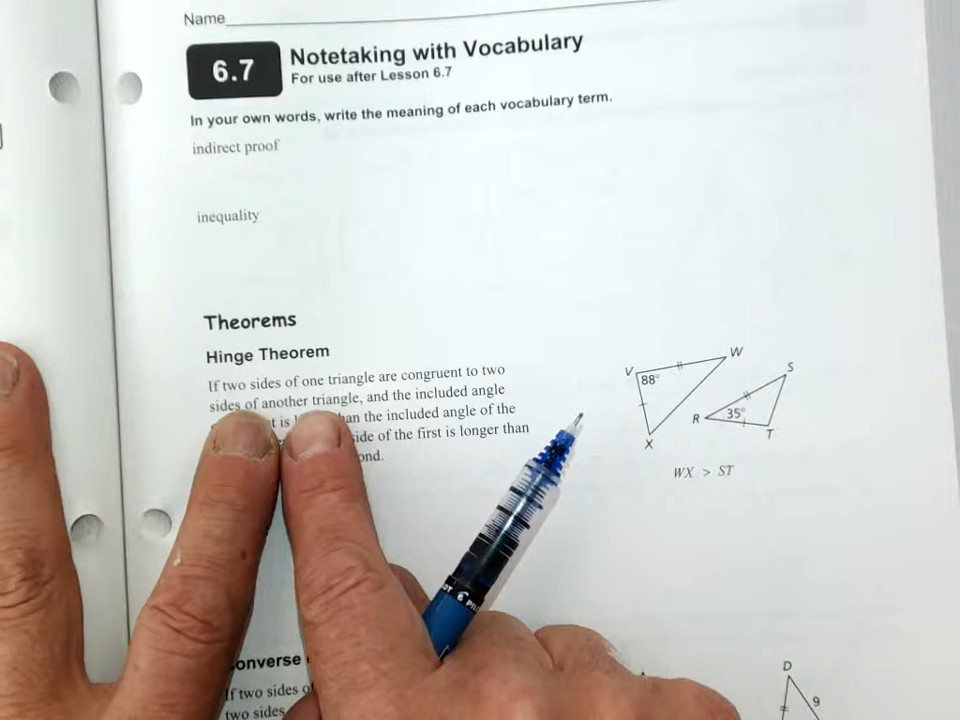 Name
6.7
Notetaking with Vocabulary
For use after Lesson 6.7
In your own words, write the meaning of each vocabulary term.
indirect proof
inequality
Theorems
Hinge Theorem
If two sides of one triangle are congruent to two
sides of another triangle, and the included angle
t is than the included angle of the
side of the first is longer than
ond.
V
W
88°
X
R
35°
S
T
WX > ST
onverse
If two sides of
two sides
D
9
PILOT